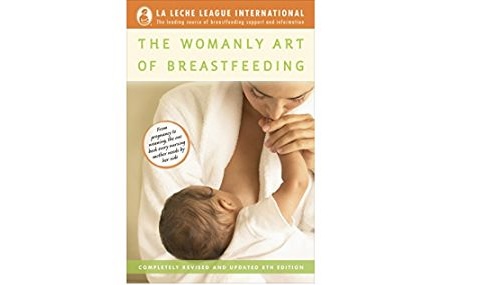 LA LECHE LEAGUE INTERNATIONAL
The leading source of breastfeeding support and information
THE WOMANLY ART
OF BREASTFEEDING
From
pregnancy to
weaning, the one
book every nursing
mother needs by
her side
COMPLETELY REVISED AND UPDATED 8TH EDITION